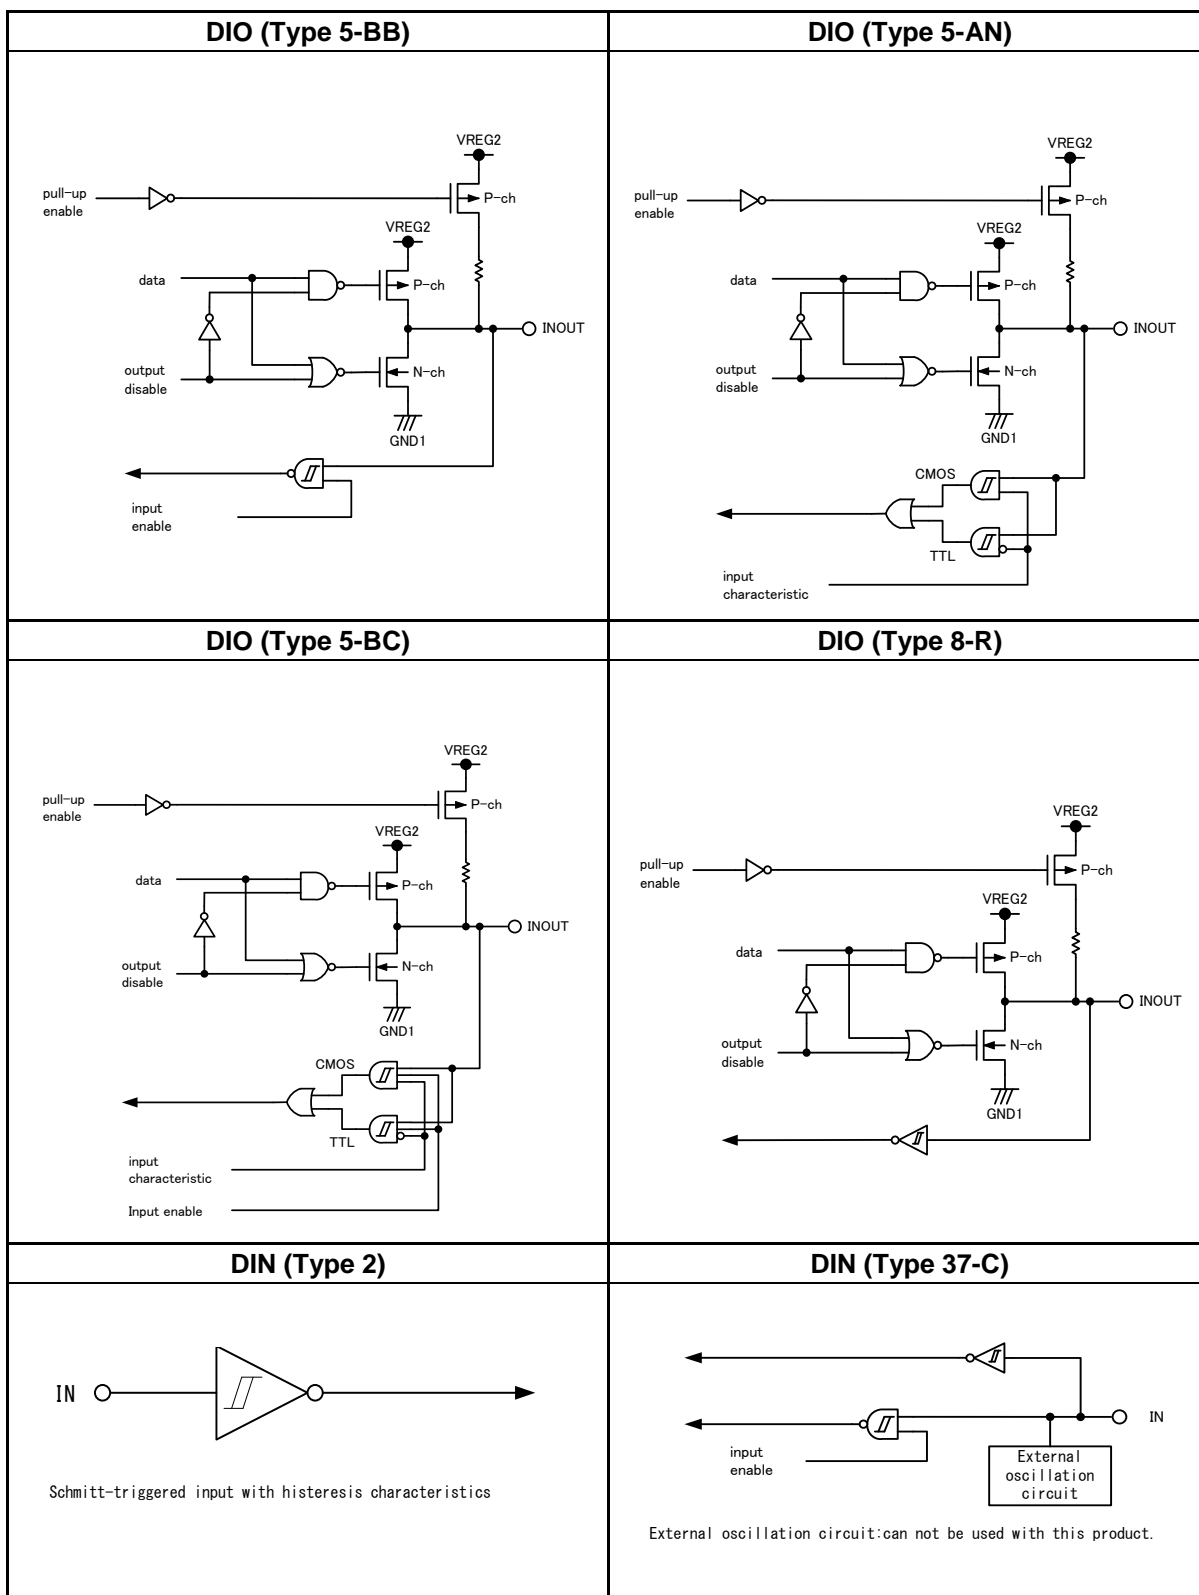 DIO (Type 5-BB)
VREG2
pull-up
enable
P-ch
VREG2
data
P-ch
INOUT
output
disable
N-ch
GND1
input
enable
DIO (Type 5-AN)
VREG2
pull-up
enable
P-ch
VREG2
data
P-ch
INOUT
output
disable
N-ch
GND1
CMOS
TTL
input
characteristic
DIO (Type 5-BC)
VREG2
pull-up
enable
P-ch
VREG2
data
P-ch
INOUT
output
disable
N-ch
GND1
CMOS
TTL
input
characteristic
Input enable
DIO (Type 8-R)
VREG2
pull-up
enable
P-ch
VREG2
data
P-ch
INOUT
output
disable
N-ch
GND1
DIN (Type 2)
IN
Schmitt-triggered input with histeresis characteristics
DIN (Type 37-C)
IN
input
enable
External
oscillation
circuit
External oscillation circuit:can not be used with this product.